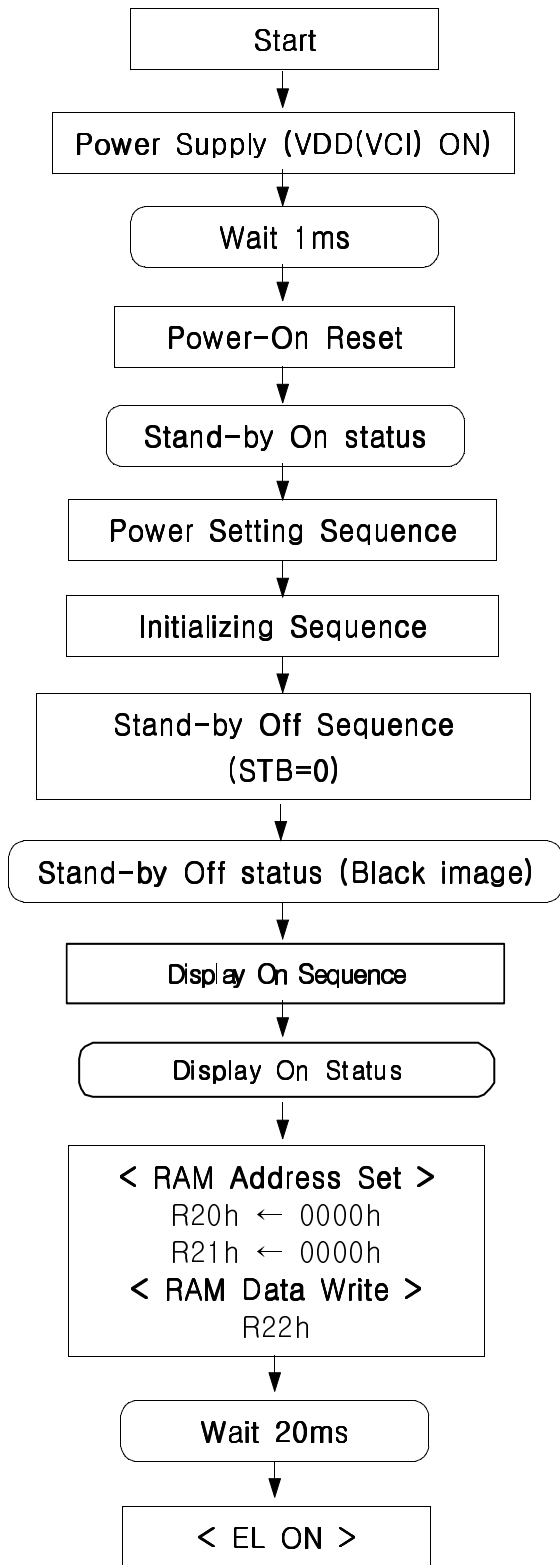 Start
Power Supply (VDD(VCI) ON)
Wait 1ms
Power-On Reset
Stand-by On status
Power Setting Sequence
Initializing Sequence
Stand-by Off Sequence
(STB=0)
Stand-by Off status (Black image)
Display On Sequence
Display On Status
< RAM Address Set >
R20h ← 0000h
R21h ← 0000h
< RAM Data Write >
R22h
Wait 20ms
< EL ON >